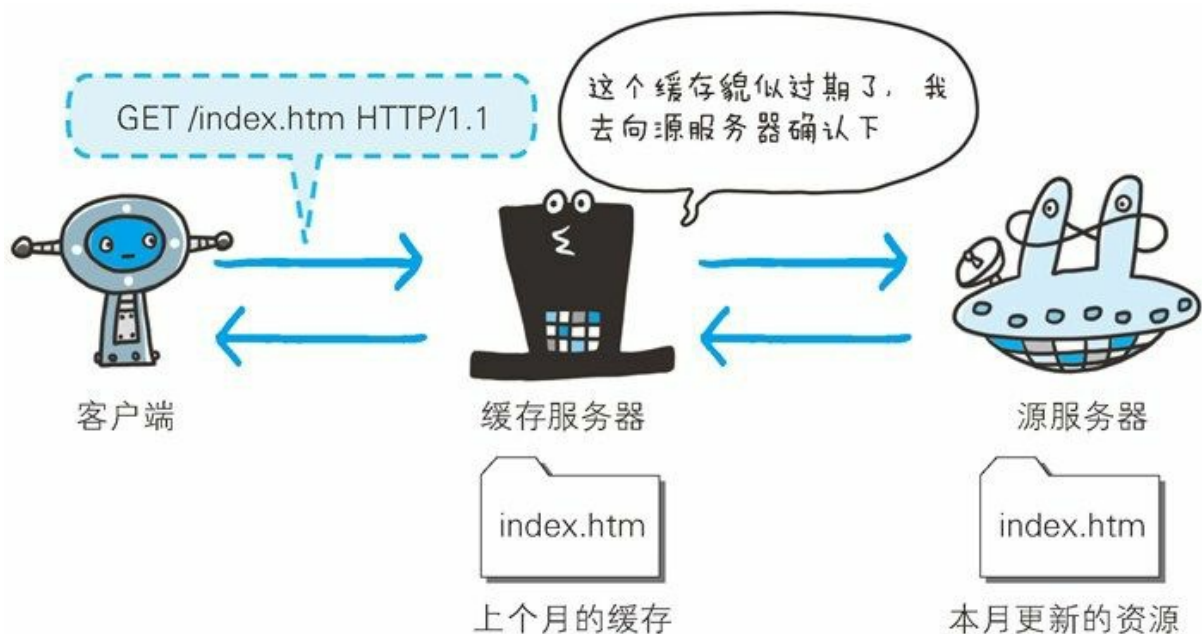 GET /index.htm HTTP/1.1
这个缓存貌似过期了，我
去向源服务器确认下
客户端
缓存服务器
源服务器
index.htm
index.htm
上个月的缓存
本月更新的资源